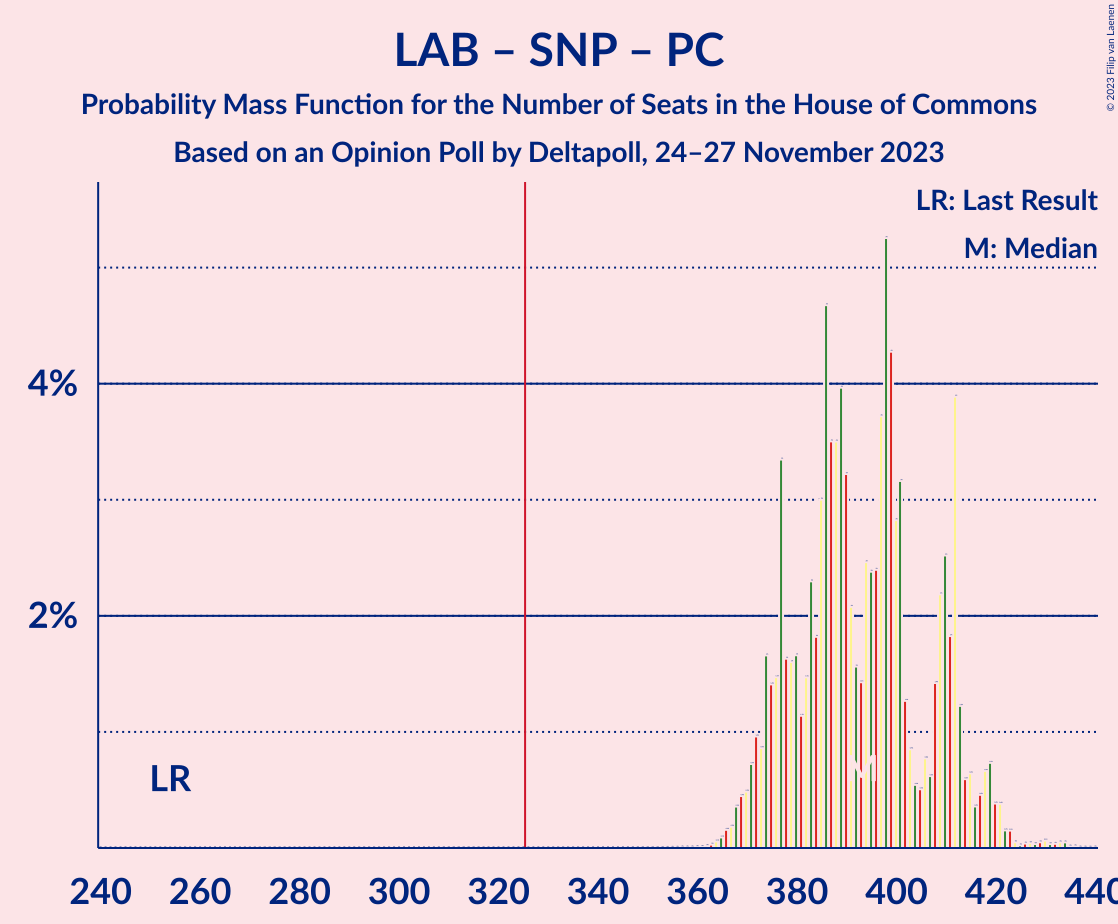 LAB – SNP – PC
Probability Mass Function for the Number of Seats in the House of Commons
Based on an Opinion Poll by Deltapoll, 24–27 November 2023
© 2023 Filip van Laenen
LR: Last Result
M: Median
4%
2%
LR
M
240 260 280 300 320 340 360 380 400 420 440